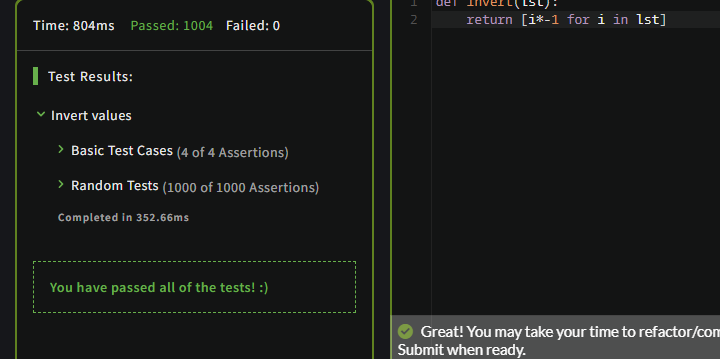 Time: 804ms Passed: 1004 Failed: 0
Test Results:
Invert values
Basic Test Cases (4 of 4 Assertions)
Random Tests (1000 of 1000 Assertions)
Completed in 352.66ms
You have passed all of the tests! :)
1 def invert(lst):
2 return [i*-1 for i in lst]
Great! You may take your time to refactor/com
Submit when ready.